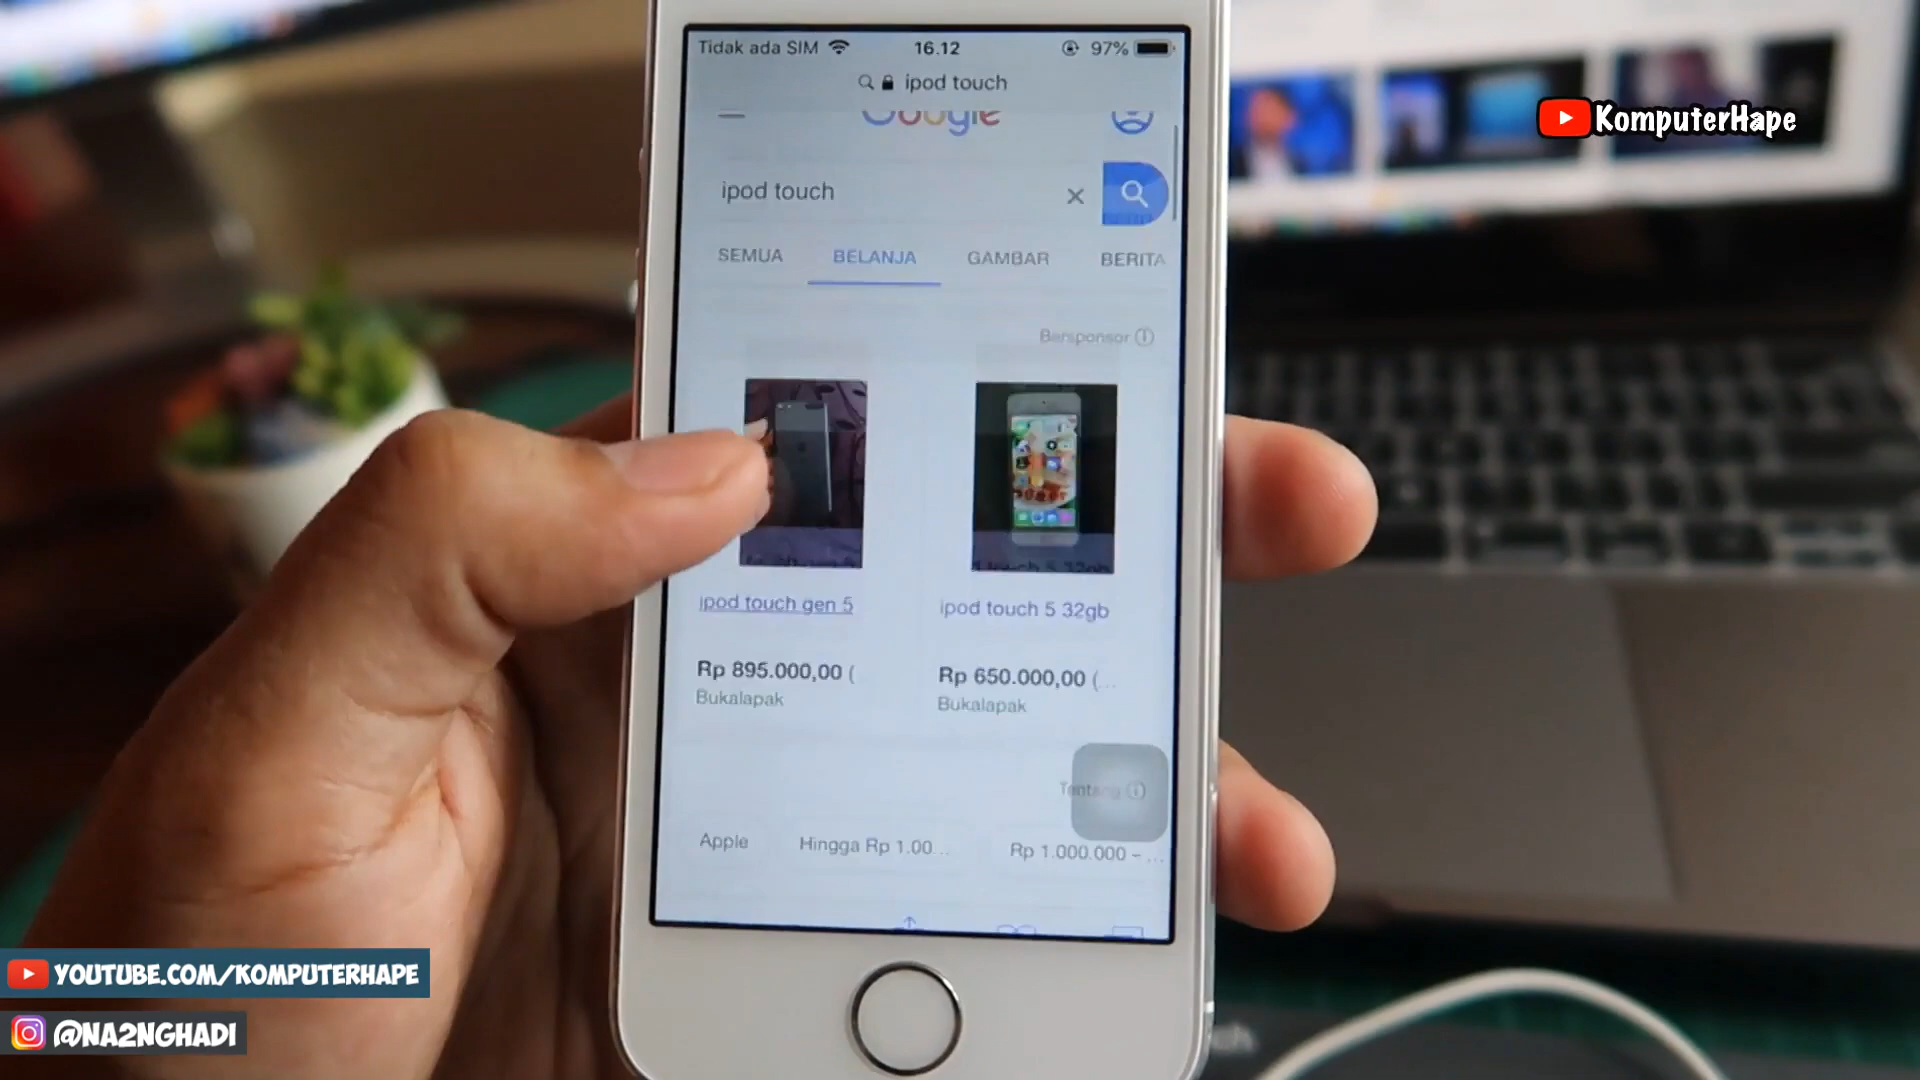 Tidak ada SIM 16.12 97%
ipod touch
Google
ipod touch
SEMUA BELANJA GAMBAR BERITA
Bersponsor
ipod touch gen 5
ipod touch 5 32gb
Rp 895.000,00 (
Rp 650.000,00 (...
Bukalapak
Bukalapak
Tentang
Apple
Hingga Rp 1.00...
Rp 1.000.000 – ...
KomputerHape
YOUTUBE.COM/KOMPUTERHAPE
@NA2NGHADI